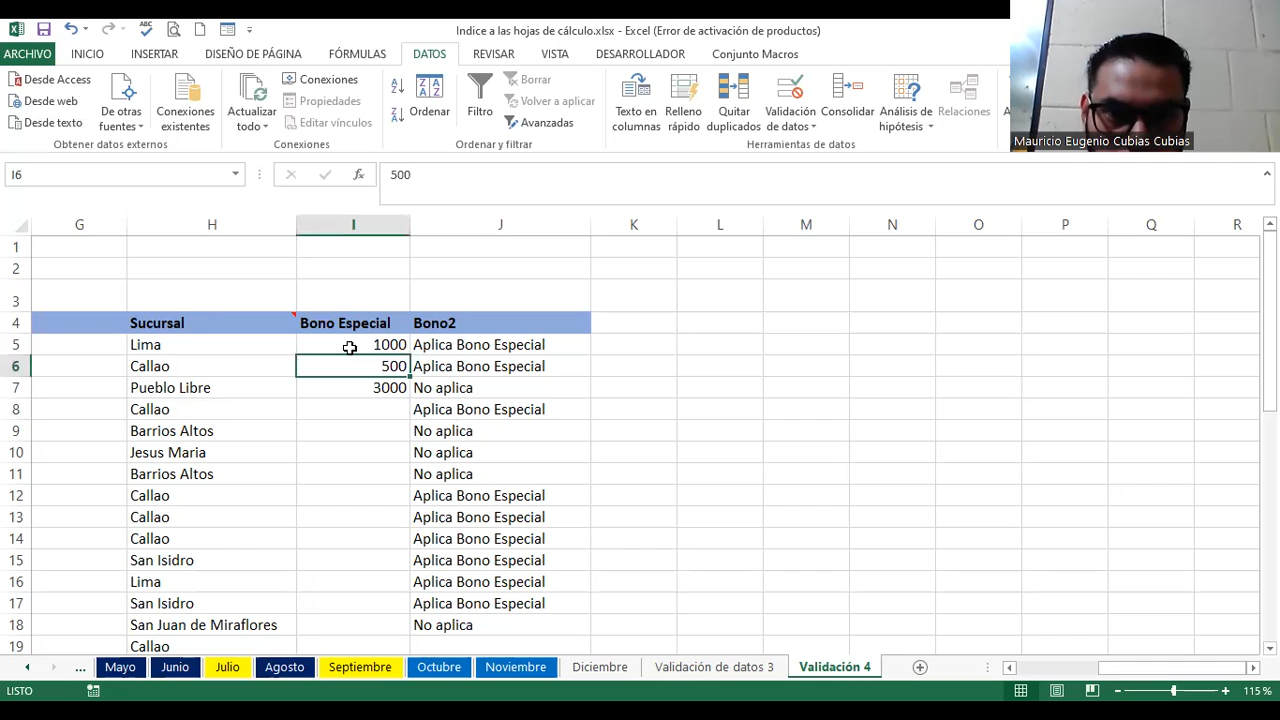 Indice a las hojas de cálculo.xlsx - Excel (Error de activación de productos)
ARCHIVO INICIO INSERTAR DISEÑO DE PÁGINA FÓRMULAS DATOS REVISAR VISTA DESARROLLADOR Conjunto Macros
Desde Access
Desde web
Desde texto
De otras fuentes
Conexiones existentes
Actualizar todo
Conexiones
Propiedades
Editar vínculos
Ordenar
Filtro
Borrar
Volver a aplicar
Avanzadas
Texto en columnas
Relleno rápido
Quitar duplicados
Validación de datos
Consolidar
Análisis de hipótesis
Relaciones
Obtener datos externos Conexiones Ordenar y filtrar Herramientas de datos
Mauricio Eugenio Cubias Cubias
I6 fx 500
G H I J K L M N O P Q R
1
2
3
4 Sucursal Bono Especial Bono2
5 Lima 1000 Aplica Bono Especial
6 Callao 500 Aplica Bono Especial
7 Pueblo Libre 3000 No aplica
8 Callao Aplica Bono Especial
9 Barrios Altos No aplica
10 Jesus Maria No aplica
11 Barrios Altos No aplica
12 Callao Aplica Bono Especial
13 Callao Aplica Bono Especial
14 Callao Aplica Bono Especial
15 San Isidro Aplica Bono Especial
16 Lima Aplica Bono Especial
17 San Isidro Aplica Bono Especial
18 San Juan de Miraflores No aplica
19 Callao
... Mayo Junio Julio Agosto Septiembre Octubre Noviembre Diciembre Validación de datos 3 Validación 4
LISTO 115 %